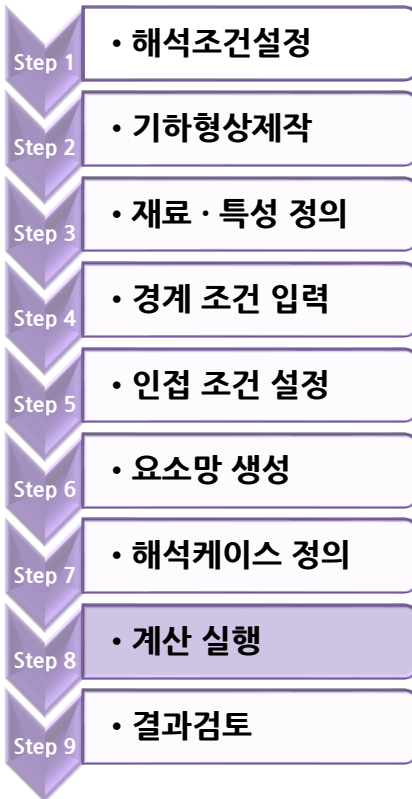 Step 1
• 해석조건설정
Step 2
• 기하형상제작
Step 3
• 재료 · 특성 정의
Step 4
• 경계 조건 입력
Step 5
• 인접 조건 설정
Step 6
• 요소망 생성
Step 7
• 해석케이스 정의
Step 8
• 계산 실행
Step 9
• 결과검토